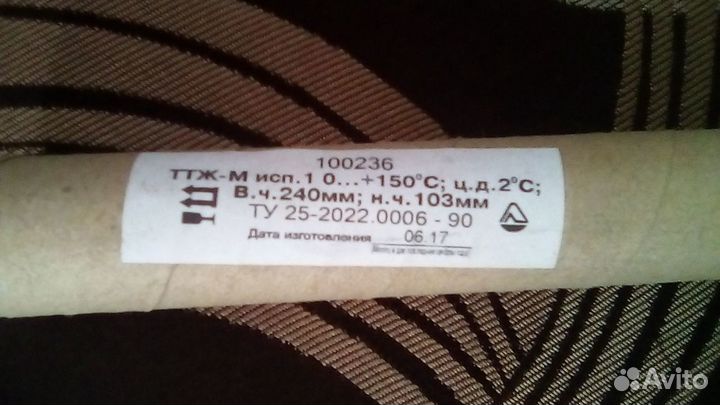 100236
ТТЖ-М исп.1 0...+150°С; ц.д.2°С;
В.ч.240мм; н.ч.103мм
ТУ 25-2022.0006 - 90
Дата изготовления 06.17
Avito